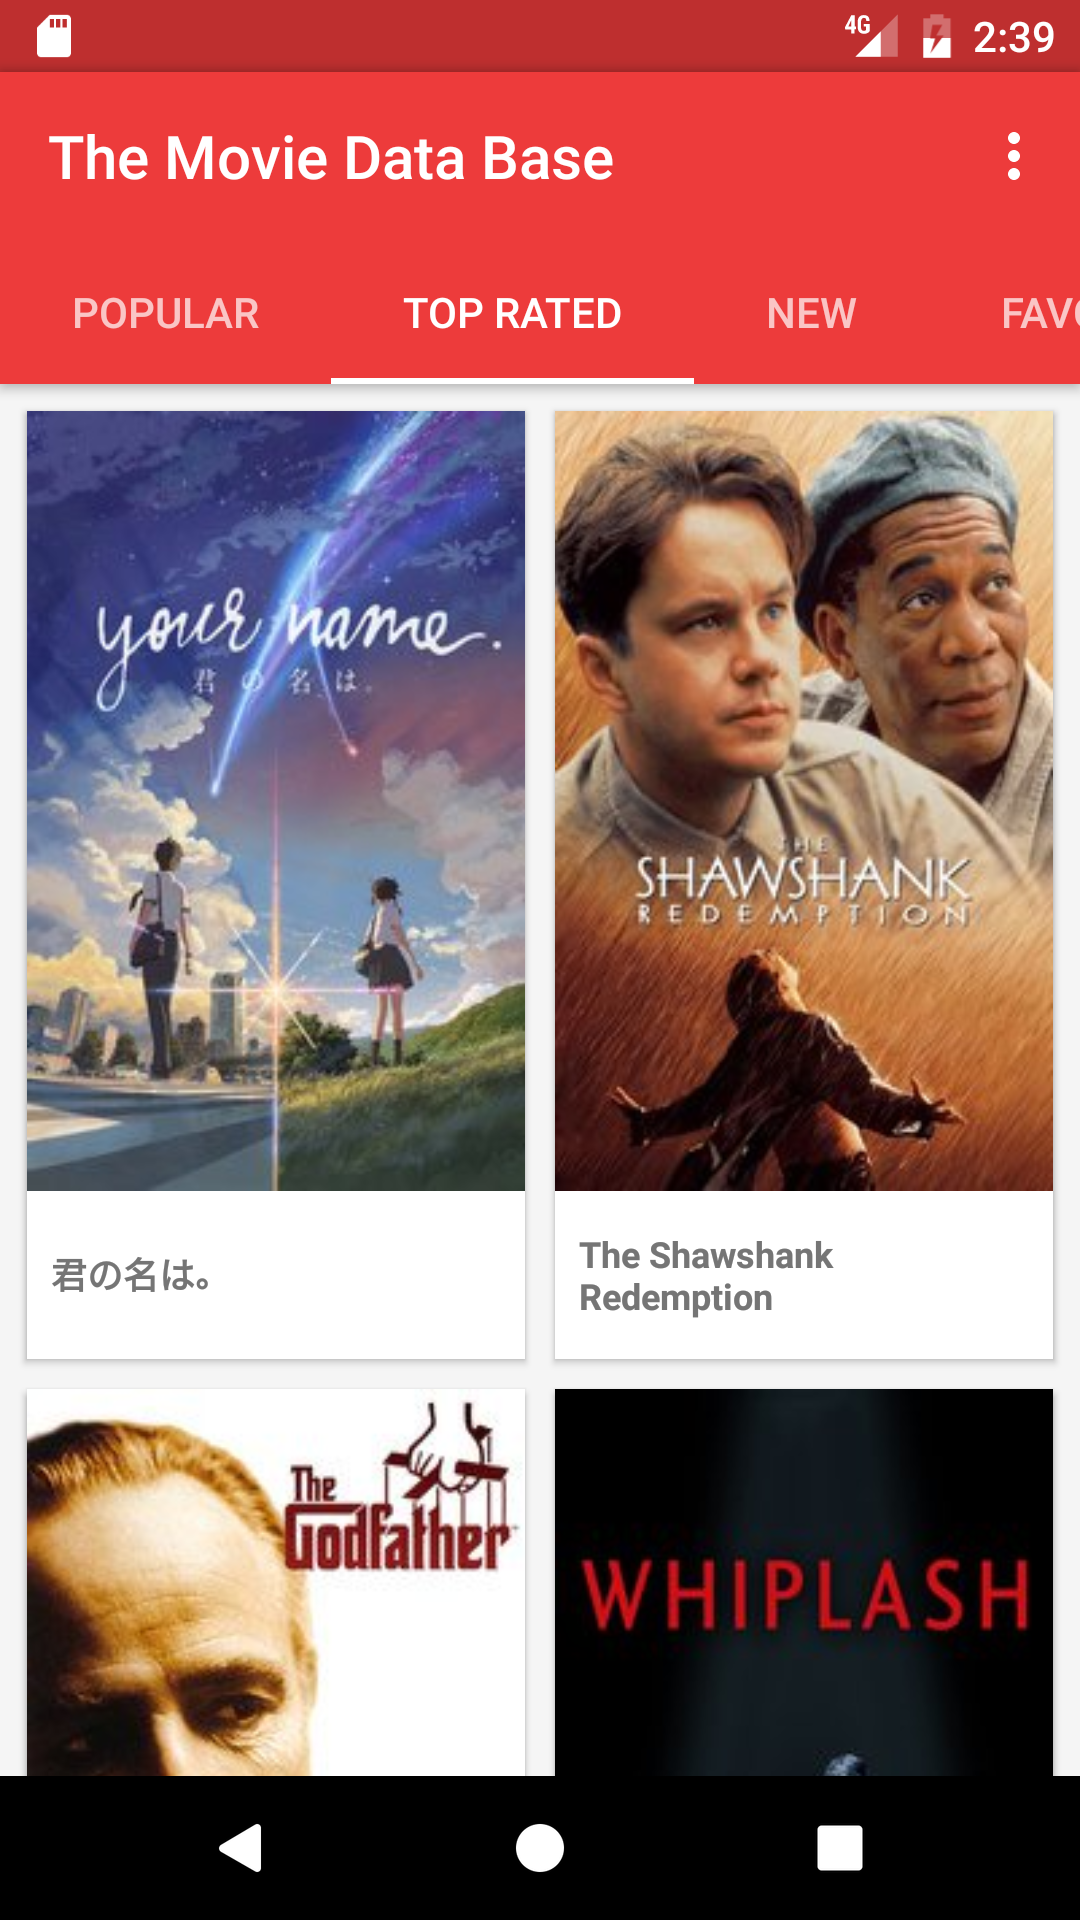 4G 2:39
The Movie Data Base
POPULAR TOP RATED NEW FAVO
your name.
君の名は。
THE
SHAWSHANK
REDEMPTION
君の名は。
The Shawshank
Redemption
The
Godfather
WHIPLASH